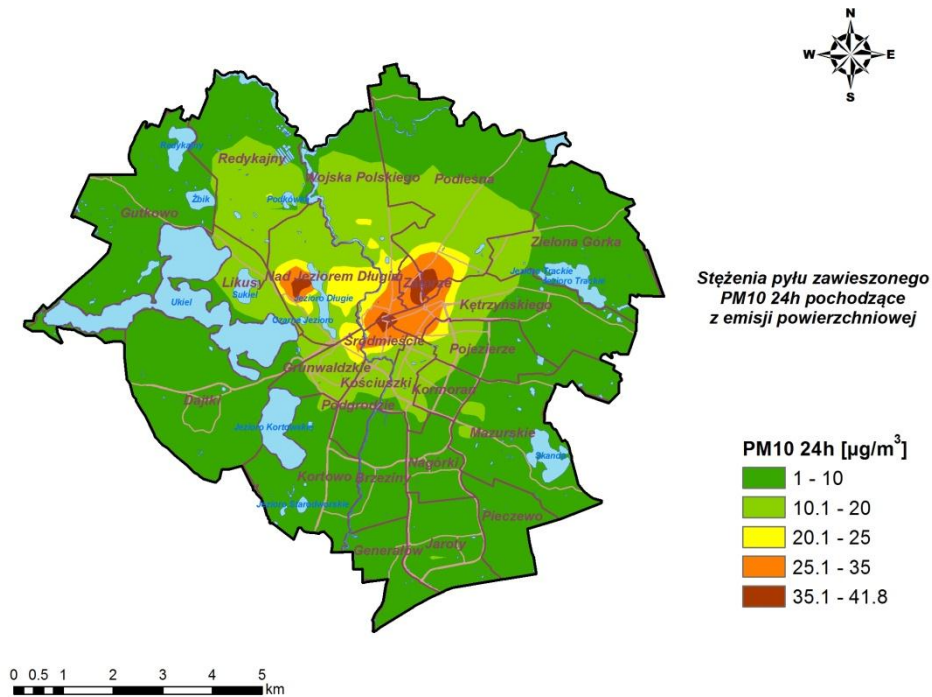 N
W E
S
Redykajny
Redykajny
Wojska Polskiego
Podleśna
Żbik
Podkówka
Gutkowo
Zielona Górka
Nad Jeziorem Długim
Zatorze
Jezioro Trackie
Jezioro Trackie
Likusy
Sukiel
Ukiel
Jezioro Długie
Kętrzyńskiego
Czarne Jezioro
Śródmieście
Pojezierze
Grunwaldzkie
Kościuszki
Kormoran
Dajtki
Podgrodzie
Jezioro Kortowskie
Mazurskie
Skanda
Nagórki
Kortowo
Brzeziny
Jezioro Starodworskie
Pieczewo
Generałów
Jaroty
Stężenia pyłu zawieszonego
PM10 24h pochodzące
z emisji powierzchniowej
PM10 24h [µg/m³]
1 - 10
10.1 - 20
20.1 - 25
25.1 - 35
35.1 - 41.8
0 0.5 1 2 3 4 5
km